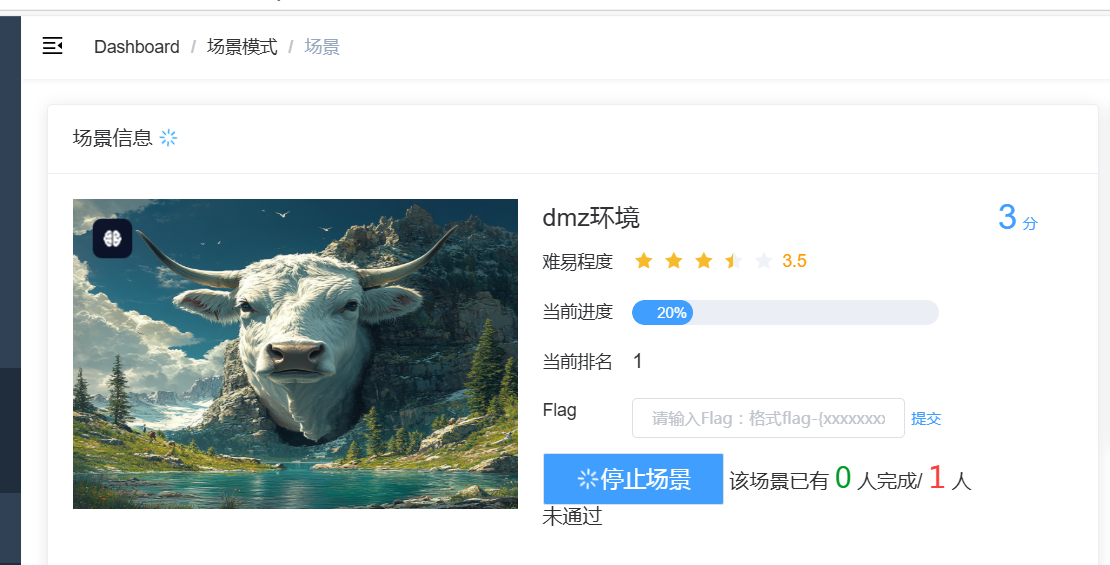 Dashboard / 场景模式 / 场景
场景信息
dmz环境
3 分
难易程度 3.5
当前进度 20%
当前排名 1
Flag 请输入Flag：格式flag-{xxxxxxxx 提交
停止场景 该场景已有 0 人完成/ 1 人
未通过